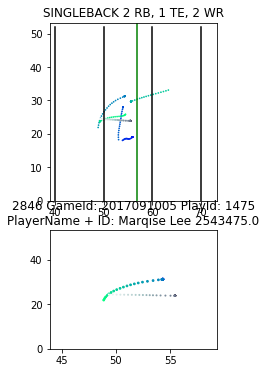 SINGLEBACK 2 RB, 1 TE, 2 WR
50
40
30
20
10
0
40 50 60 70
2846 GameId: 2017091005 PlayId: 1475
PlayerName + ID: Marqise Lee 2543475.0
40
20
0
45 50 55